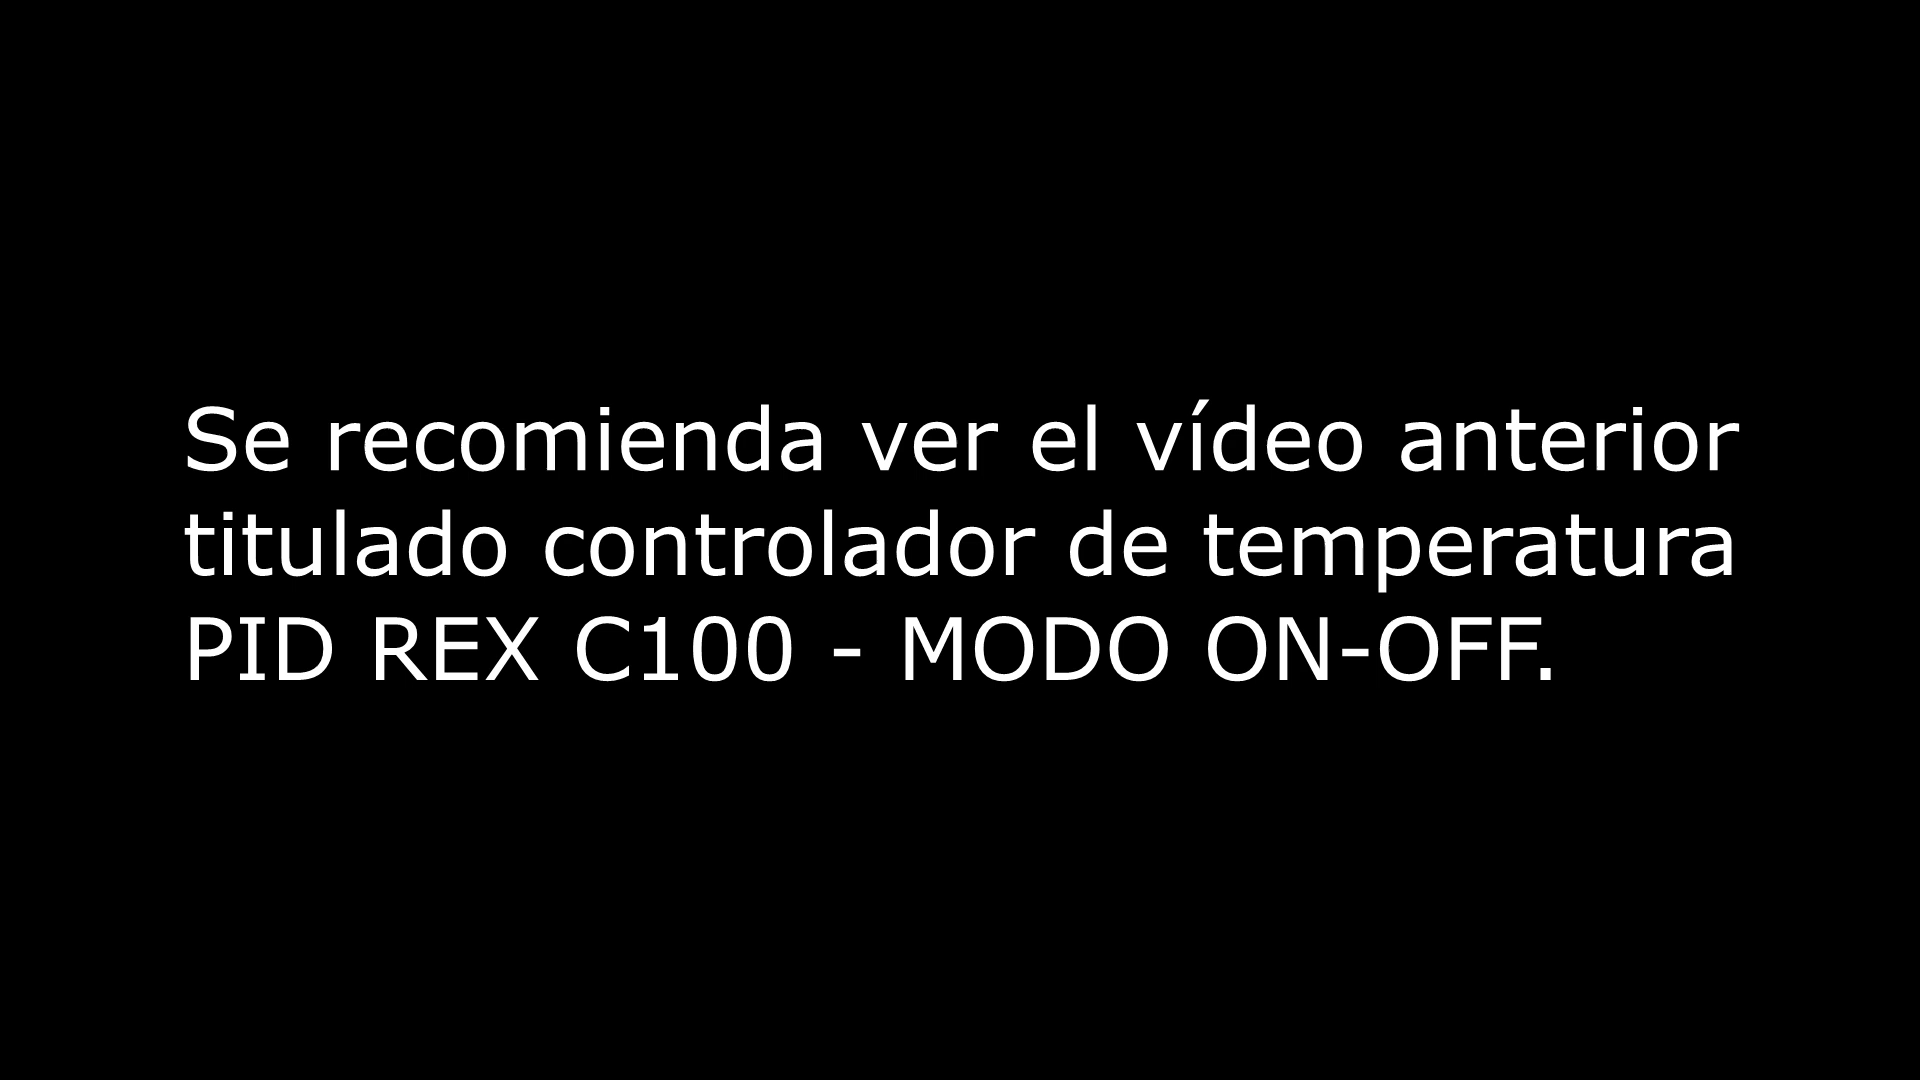 Se recomienda ver el vídeo anterior
titulado controlador de temperatura
PID REX C100 - MODO ON-OFF.